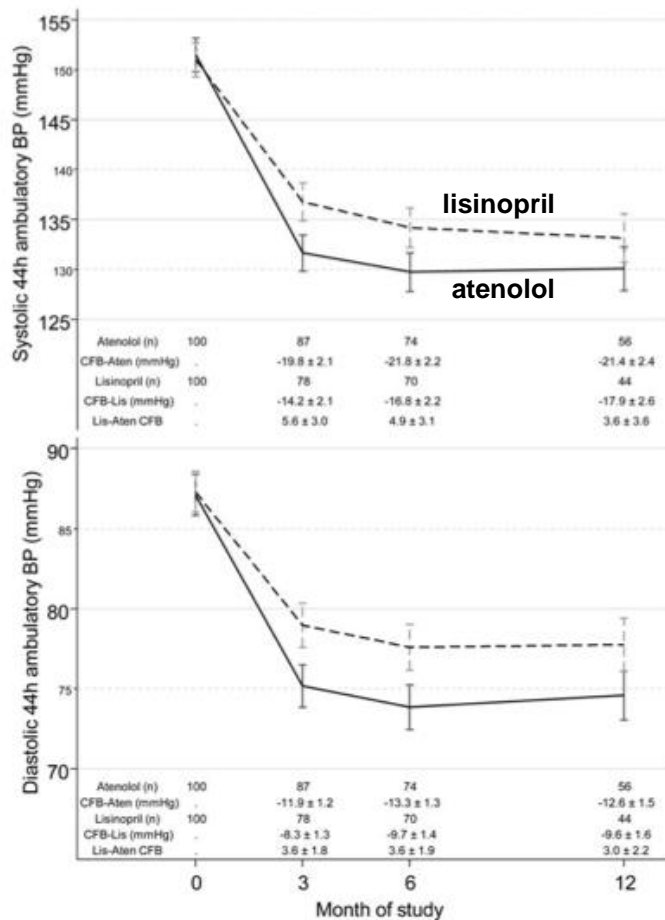 Systolic 44h ambulatory BP (mmHg)
155
150
145
140
135
130
125
lisinopril
atenolol
Atenolol (n) 100 87 74 56
CFB-Aten (mmHg) . -19.8 ± 2.1 -21.8 ± 2.2 -21.4 ± 2.4
Lisinopril (n) 100 78 70 44
CFB-Lis (mmHg) . -14.2 ± 2.1 -16.8 ± 2.2 -17.9 ± 2.6
Lis-Aten CFB . 5.6 ± 3.0 4.9 ± 3.1 3.6 ± 3.6
Diastolic 44h ambulatory BP (mmHg)
90
85
80
75
70
Atenolol (n) 100 87 74 56
CFB-Aten (mmHg) . -11.9 ± 1.2 -13.3 ± 1.3 -12.6 ± 1.5
Lisinopril (n) 100 78 70 44
CFB-Lis (mmHg) . -8.3 ± 1.3 -9.7 ± 1.4 -9.6 ± 1.6
Lis-Aten CFB . 3.6 ± 1.8 3.6 ± 1.9 3.0 ± 2.2
0 3 6 12
Month of study